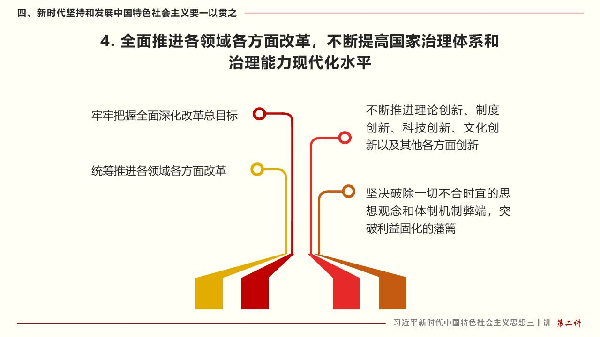 四、新时代坚持和发展中国特色社会主义要一以贯之
4. 全面推进各领域各方面改革，不断提高国家治理体系和
治理能力现代化水平
牢牢把握全面深化改革总目标
统筹推进各领域各方面改革
不断推进理论创新、制度
创新、科技创新、文化创
新以及其他各方面创新
坚决破除一切不合时宜的思
想观念和体制机制弊端，突
破利益固化的藩篱
习近平新时代中国特色社会主义思想三十讲 第二讲